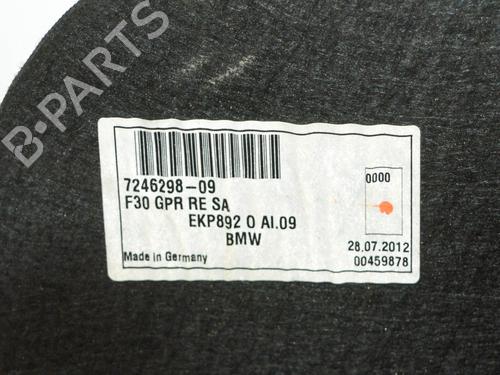 B-PARTS
7246298-09
0000
F30 GPR RE SA
EKP892 0 AI.09
BMW
28.07.2012
Made in Germany
00459878